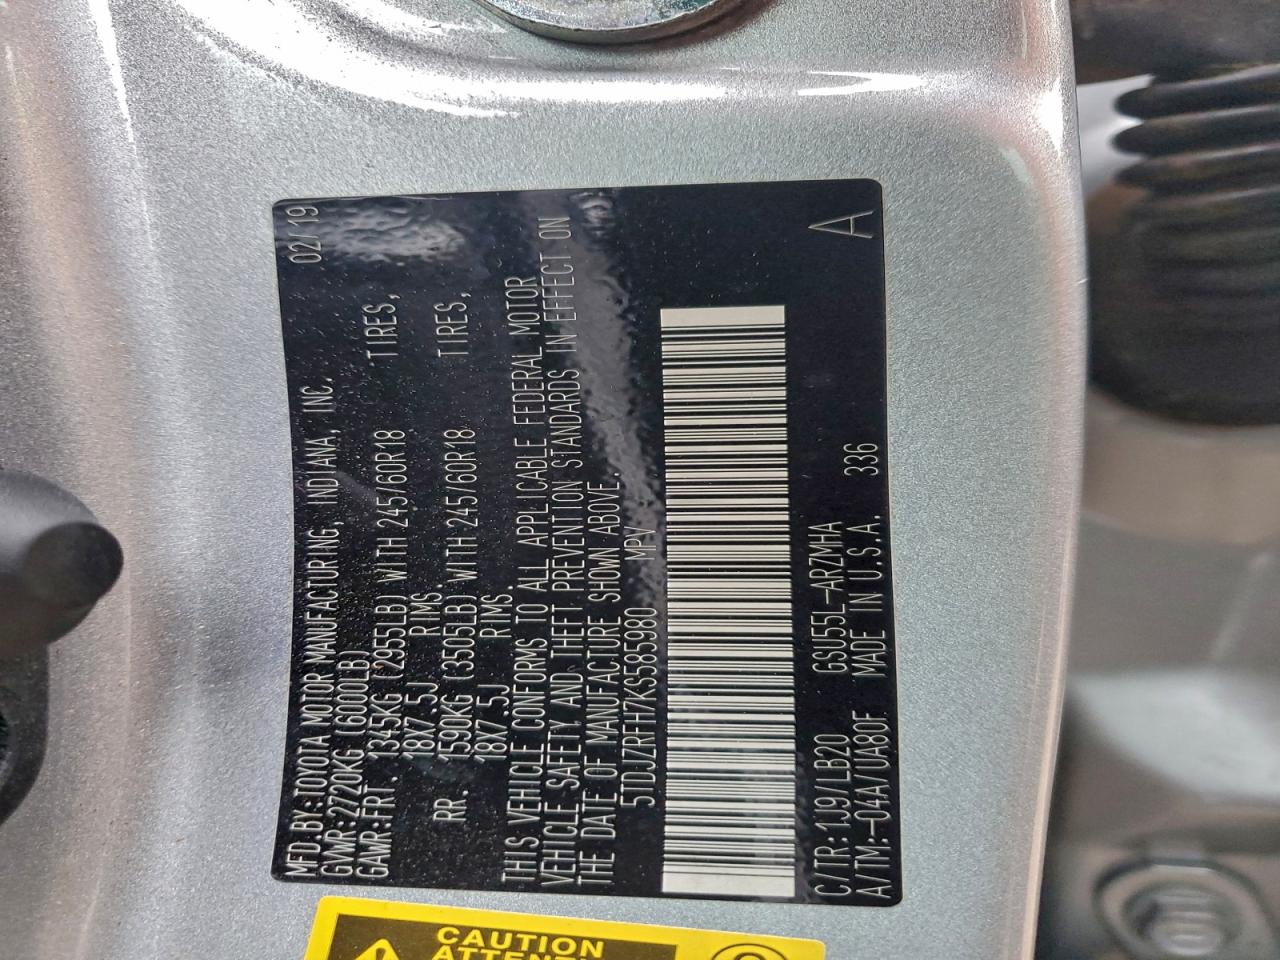 MFD.BY:TOYOTA MOTOR MANUFACTURING, INDIANA, INC. 02/19
GVWR:2720KG (6000LB)
GAWR:FRT. 1345KG (2955LB) WITH 245/60R18 TIRES,
18X7.5J RIMS.
RR. 1590KG (3505LB) WITH 245/60R18 TIRES,
18X7.5J RIMS
THIS VEHICLE CONFORMS TO ALL APPLICABLE FEDERAL MOTOR
VEHICLE SAFETY AND THEFT PREVENTION STANDARDS IN EFFECT ON
THE DATE OF MANUFACTURE SHOWN ABOVE.
5TDJZRFH7KS585980 MPV
C/TR:1J9/LB20 GSU55L-ARZMHA A
A/TM:-04A/UA80F MADE IN U.S.A. 336
CAUTION